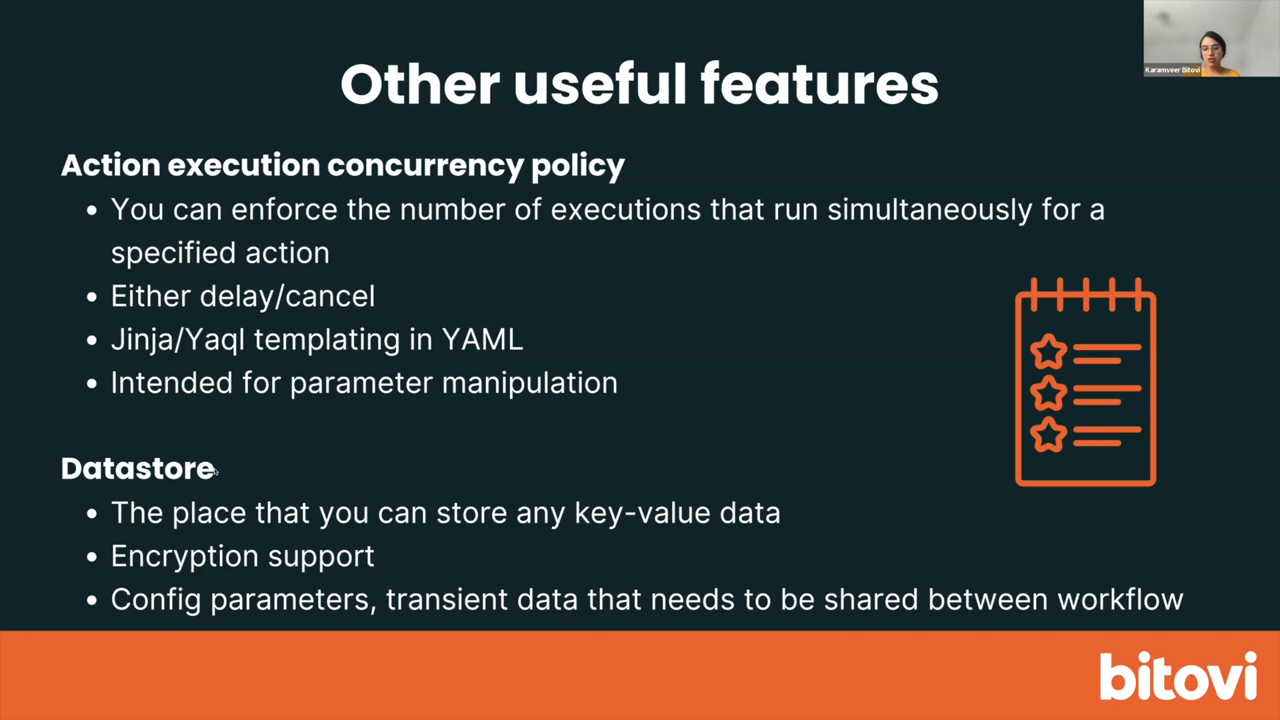 Karamveer Bitovi
Other useful features
Action execution concurrency policy
• You can enforce the number of executions that run simultaneously for a
specified action
• Either delay/cancel
• Jinja/Yaql templating in YAML
• Intended for parameter manipulation
Datastore
• The place that you can store any key-value data
• Encryption support
• Config parameters, transient data that needs to be shared between workflow
bitovi